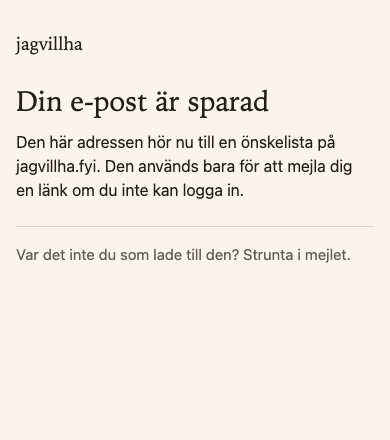 jagvillha
Din e-post är sparad
Den här adressen hör nu till en önskelista på
jagvillha.fyi. Den används bara för att mejla dig
en länk om du inte kan logga in.
Var det inte du som lade till den? Strunta i mejlet.